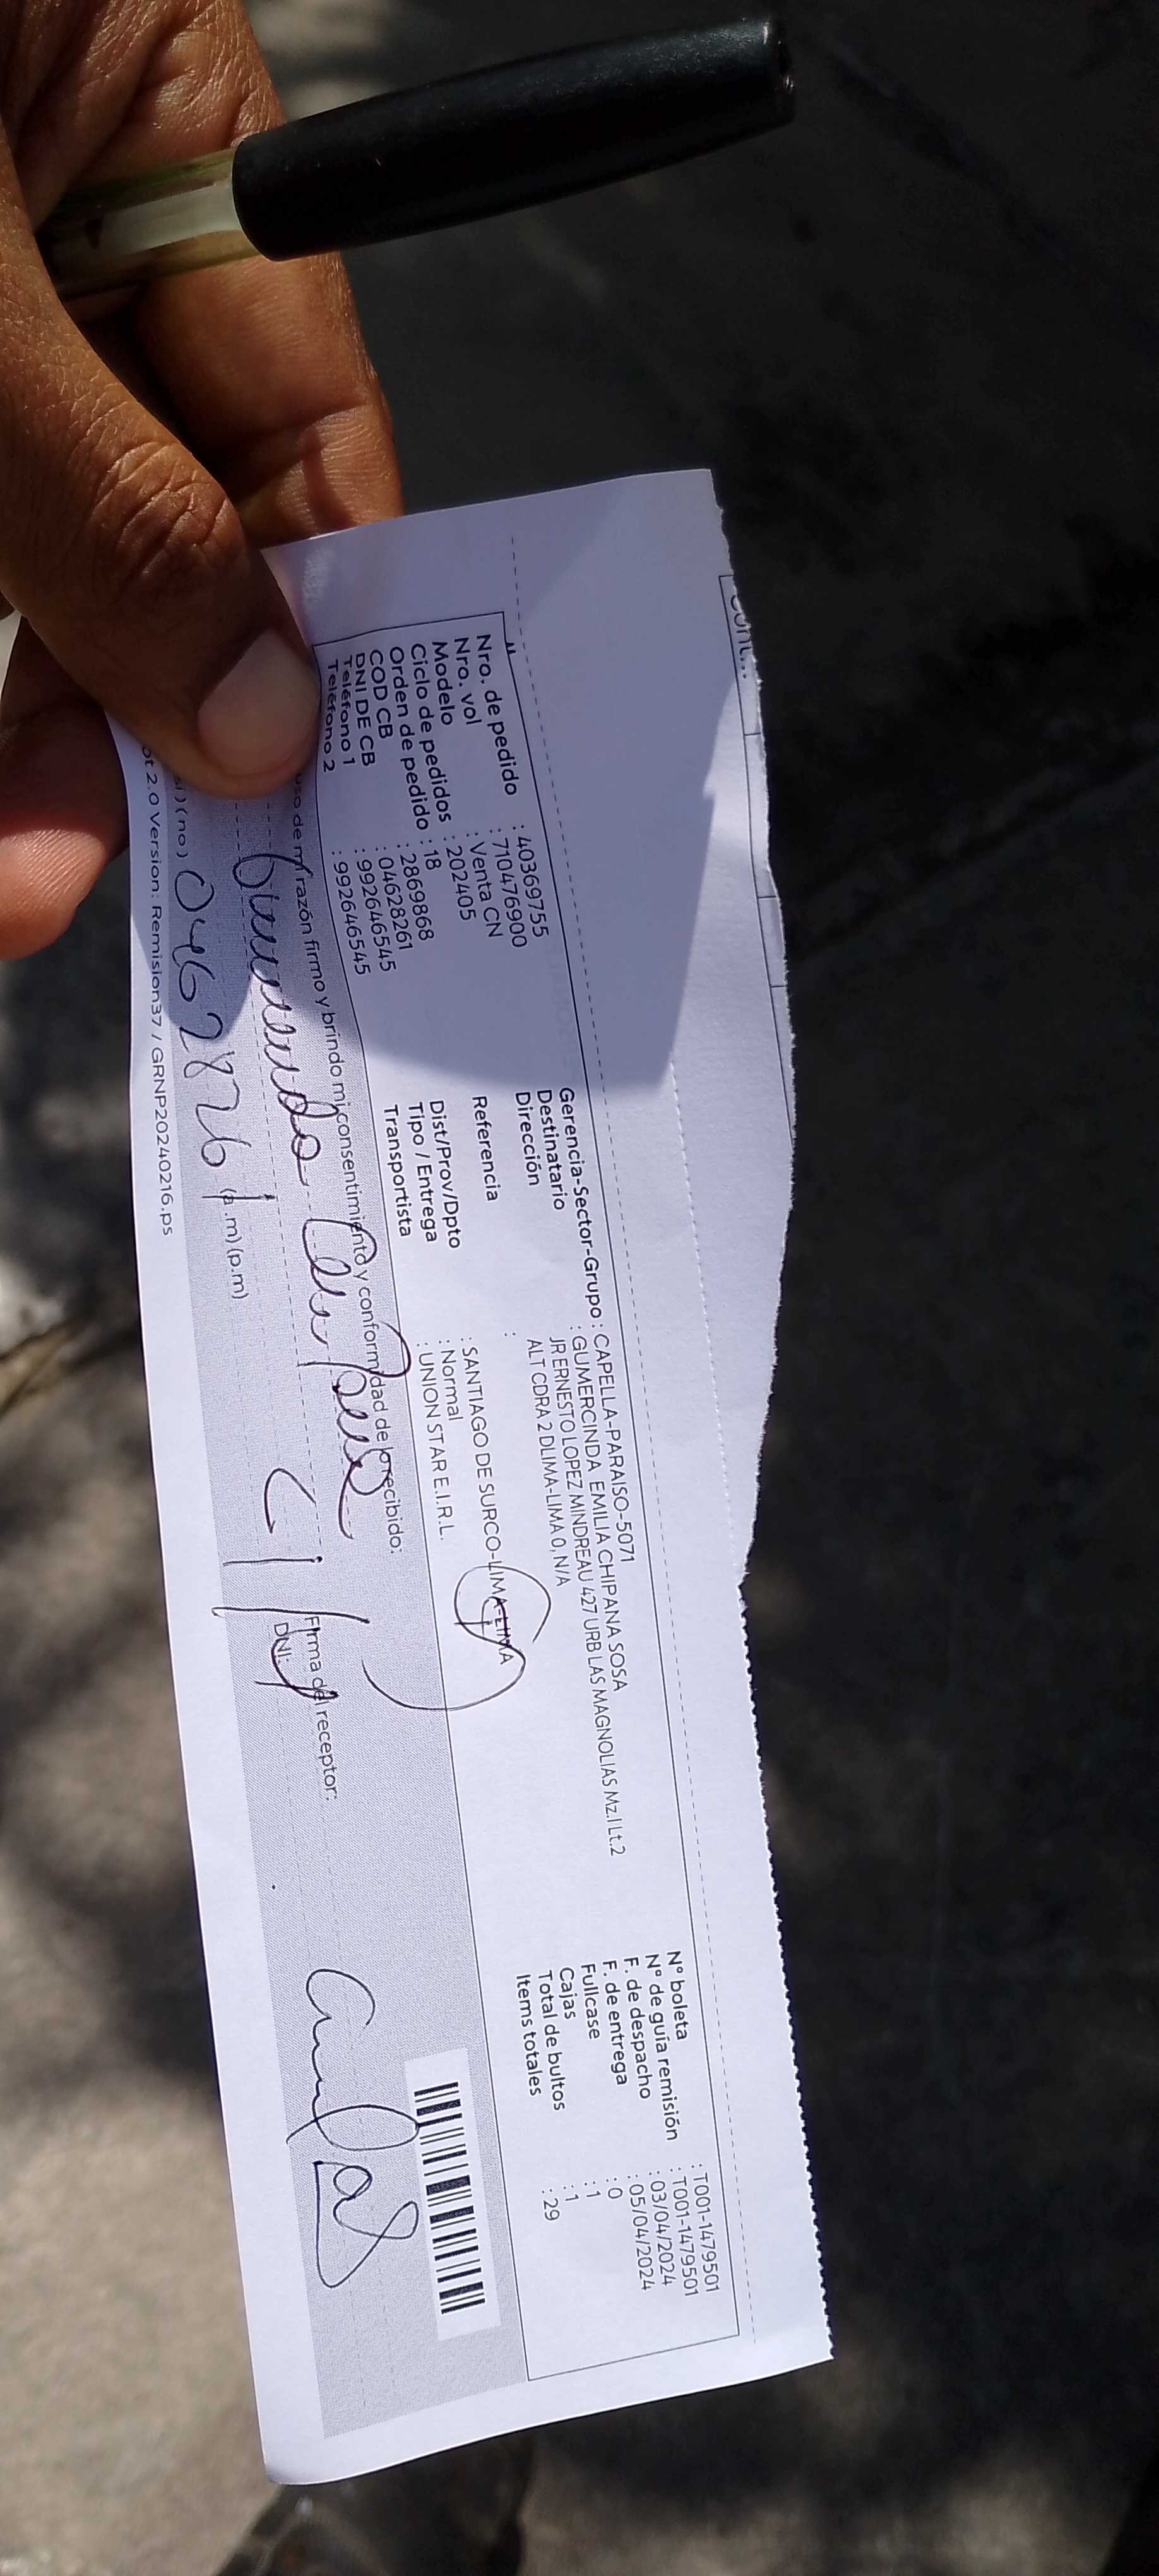 Cont...
Nro. de pedido : 40369755
Nro. vol : 710476900
Modelo : Venta CN
Ciclo de pedidos : 202405
Orden de pedido : 18
COD CB : 2869868
DNI DE CB : 04628261
Teléfono 1 : 992646545
Teléfono 2 : 992646545
Gerencia-Sector-Grupo : CAPELLA-PARAISO-5071
Destinatario : GUMERCINDA EMILIA CHIPANA SOSA
Dirección : JR ERNESTO LOPEZ MINDREAU 427 URB LAS MAGNOLIAS Mz.I Lt.2
ALT CDRA 2 DLIMA-LIMA 0, N/A
Referencia :
Dist/Prov/Dpto : SANTIAGO DE SURCO-LIMA-LIMA
Tipo / Entrega : Normal
Transportista : UNION STAR E.I.R.L.
N° boleta : T001-1479501
N° de guía remisión : T001-1479501
F. de despacho : 03/04/2024
F. de entrega : 05/04/2024
Fullcase : 0
Cajas : 1
Total de bultos : 1
Items totales : 29
uso de mi razón firmo y brindo mi consentimiento y conformidad de lo recibido:
Firma del receptor:
DNI:
(no) 04628261 (a.m) (p.m)
2.0 Version: Remision37 / GRNP20240216.ps